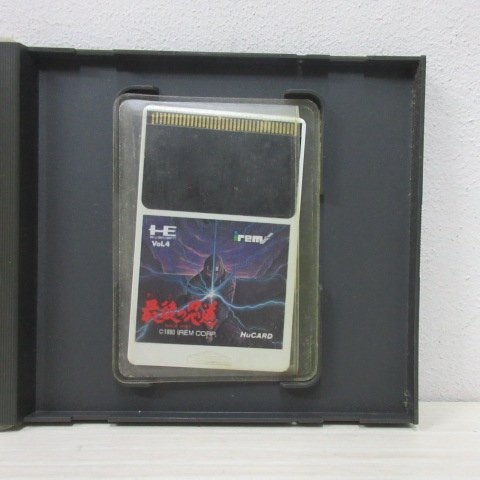 HE
Vol.4
irem
最後の忍道
©1990 IREM CORP.
HuCARD